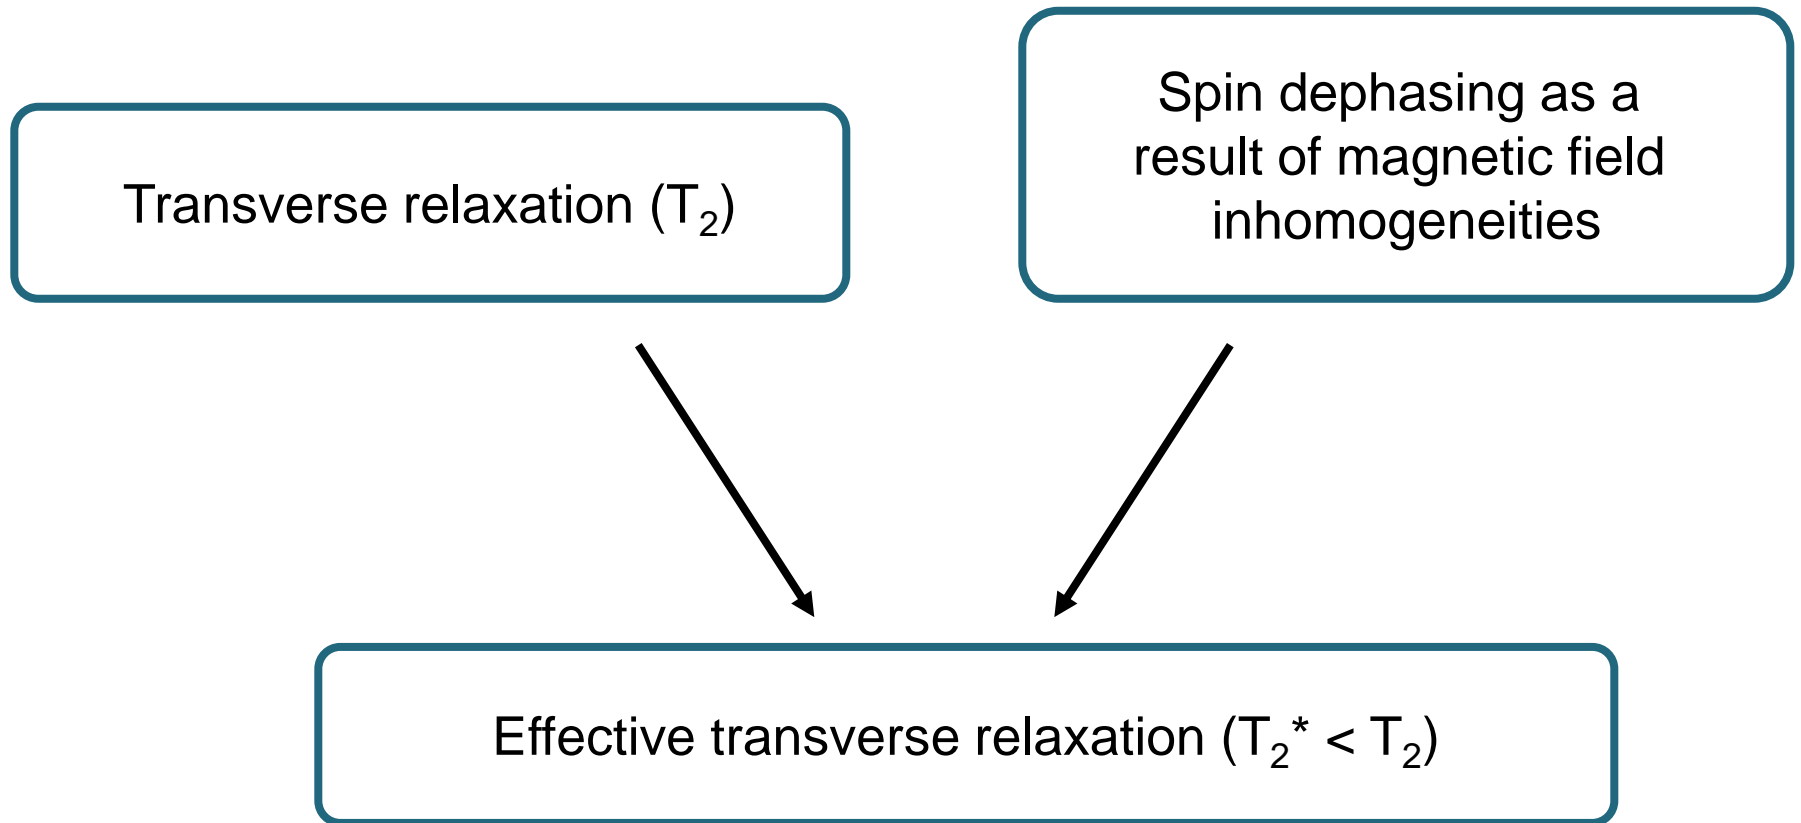 Transverse relaxation (T₂)
Spin dephasing as a
result of magnetic field
inhomogeneities
Effective transverse relaxation (T₂* < T₂)